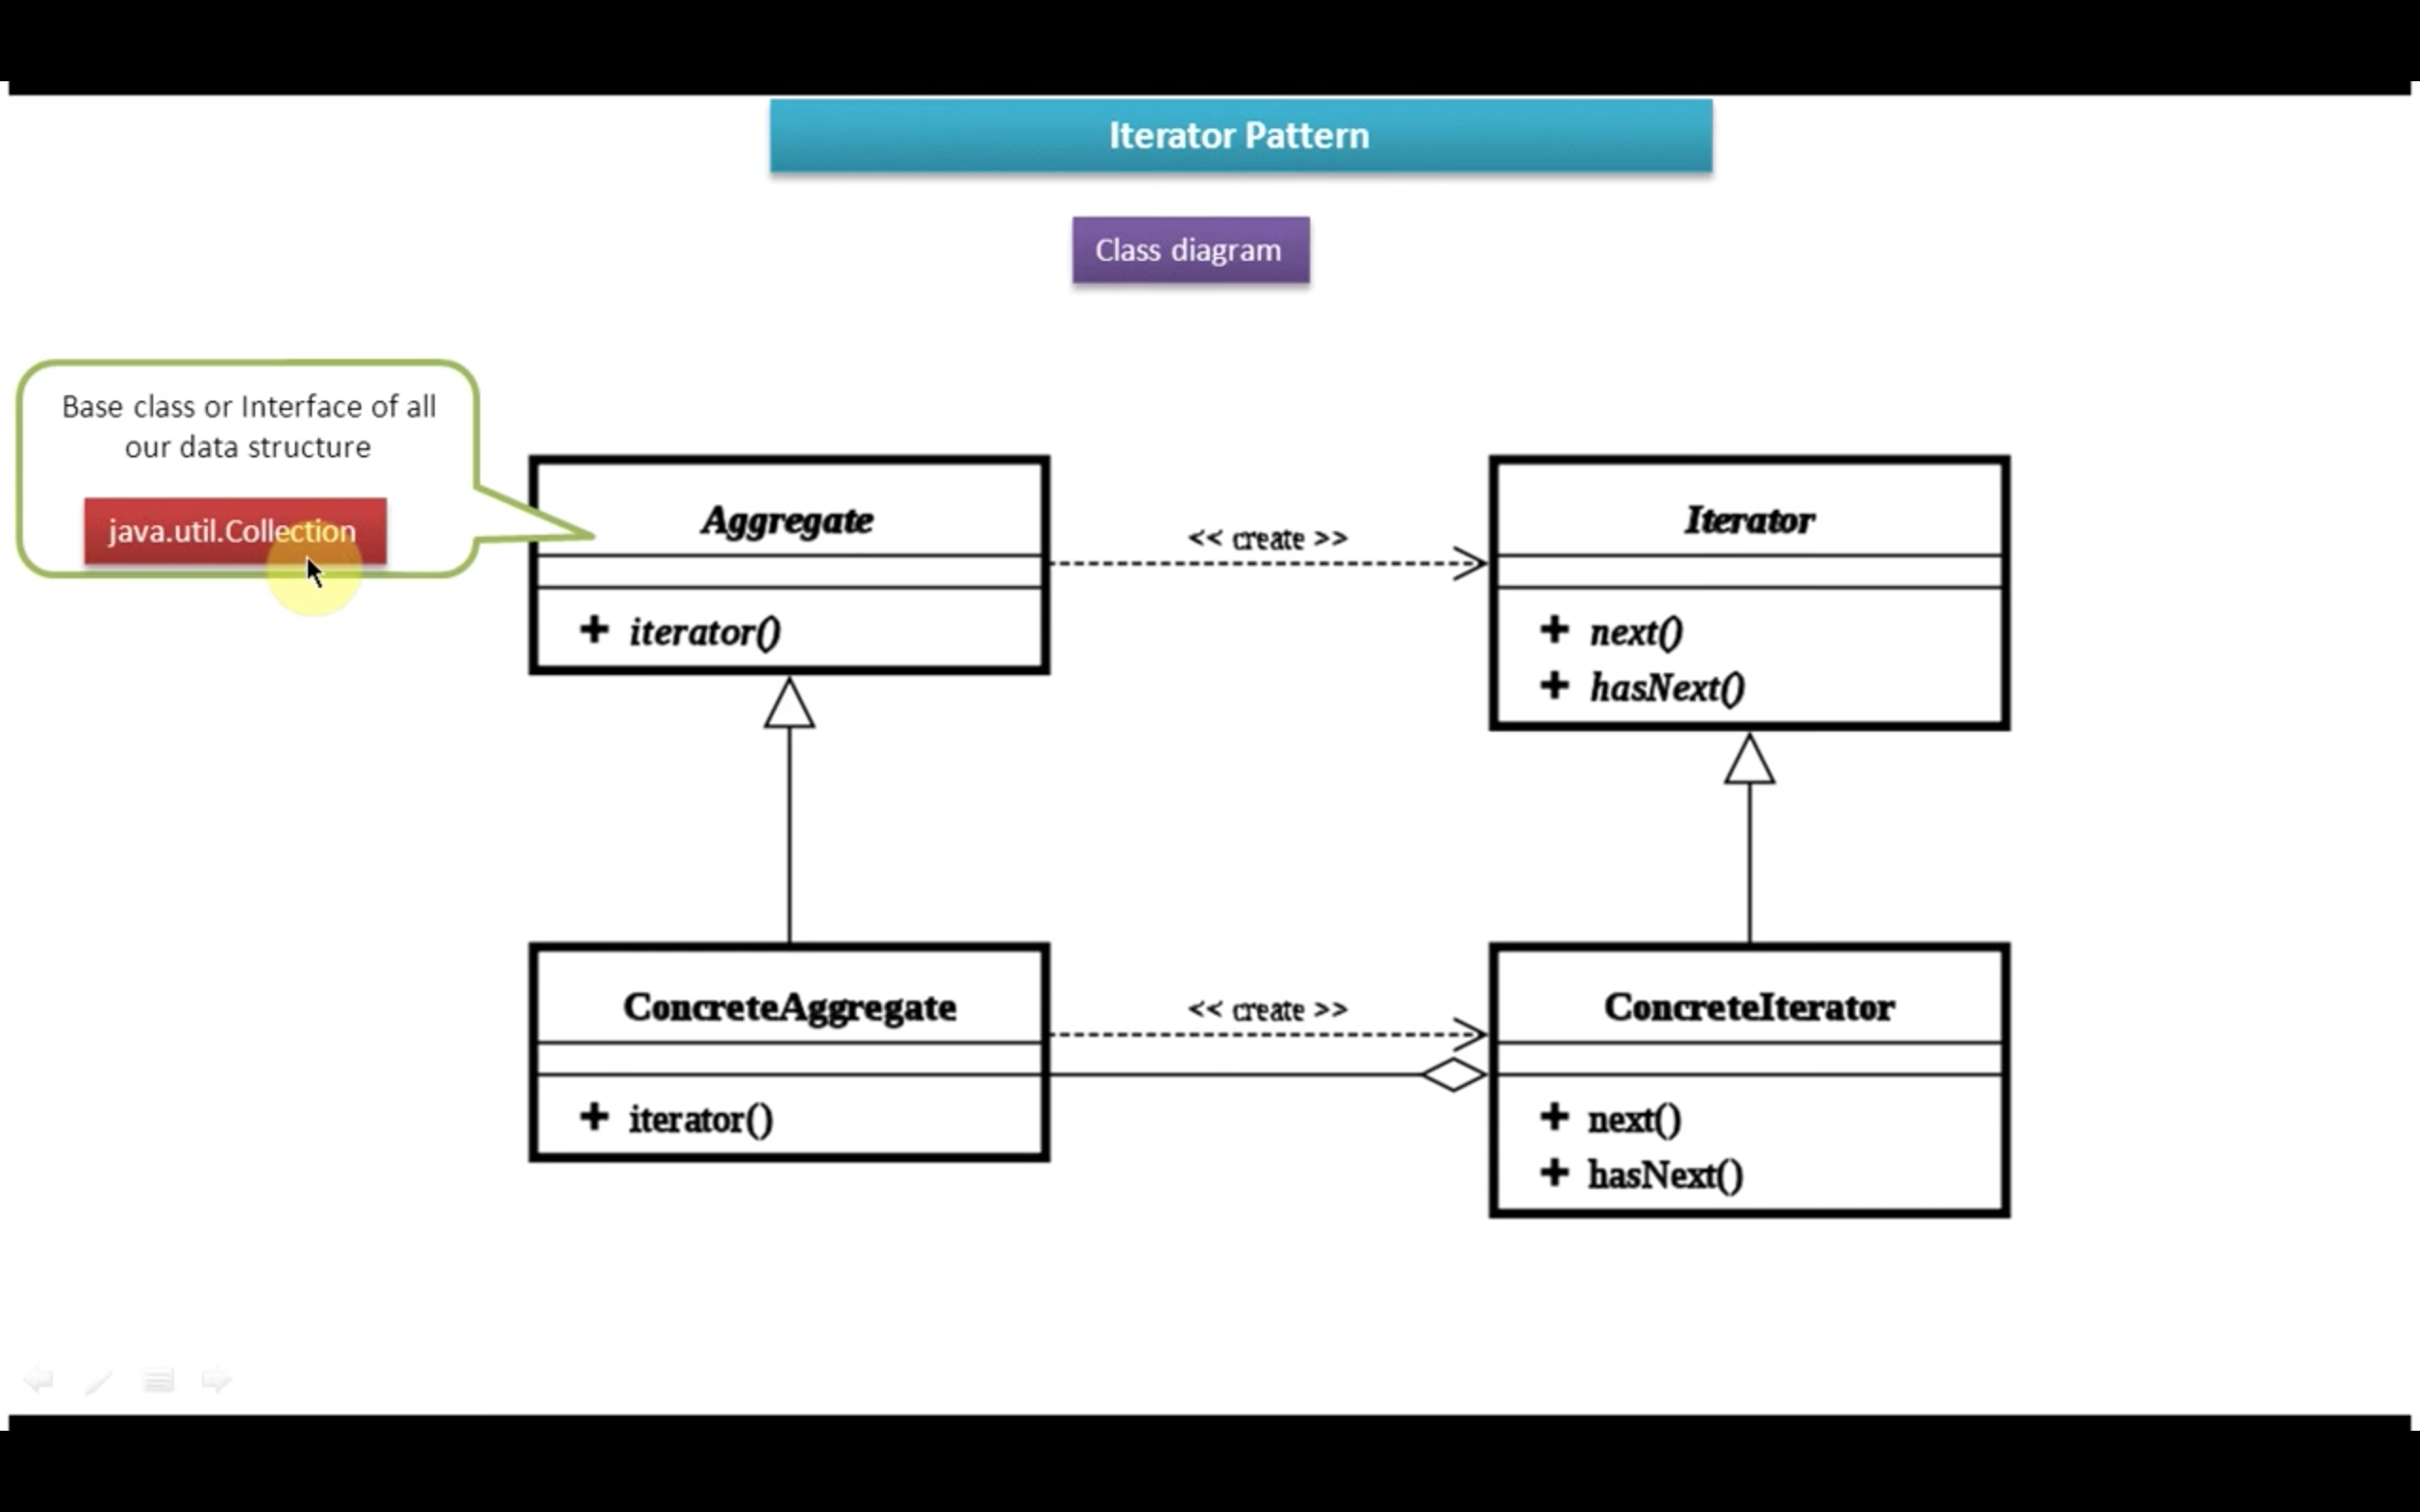 Iterator Pattern
Class diagram
Base class or Interface of all
our data structure
java.util.Collection
Aggregate
+ iterator()
<< create >>
Iterator
+ next()
+ hasNext()
ConcreteAggregate
+ iterator()
<< create >>
ConcreteIterator
+ next()
+ hasNext()